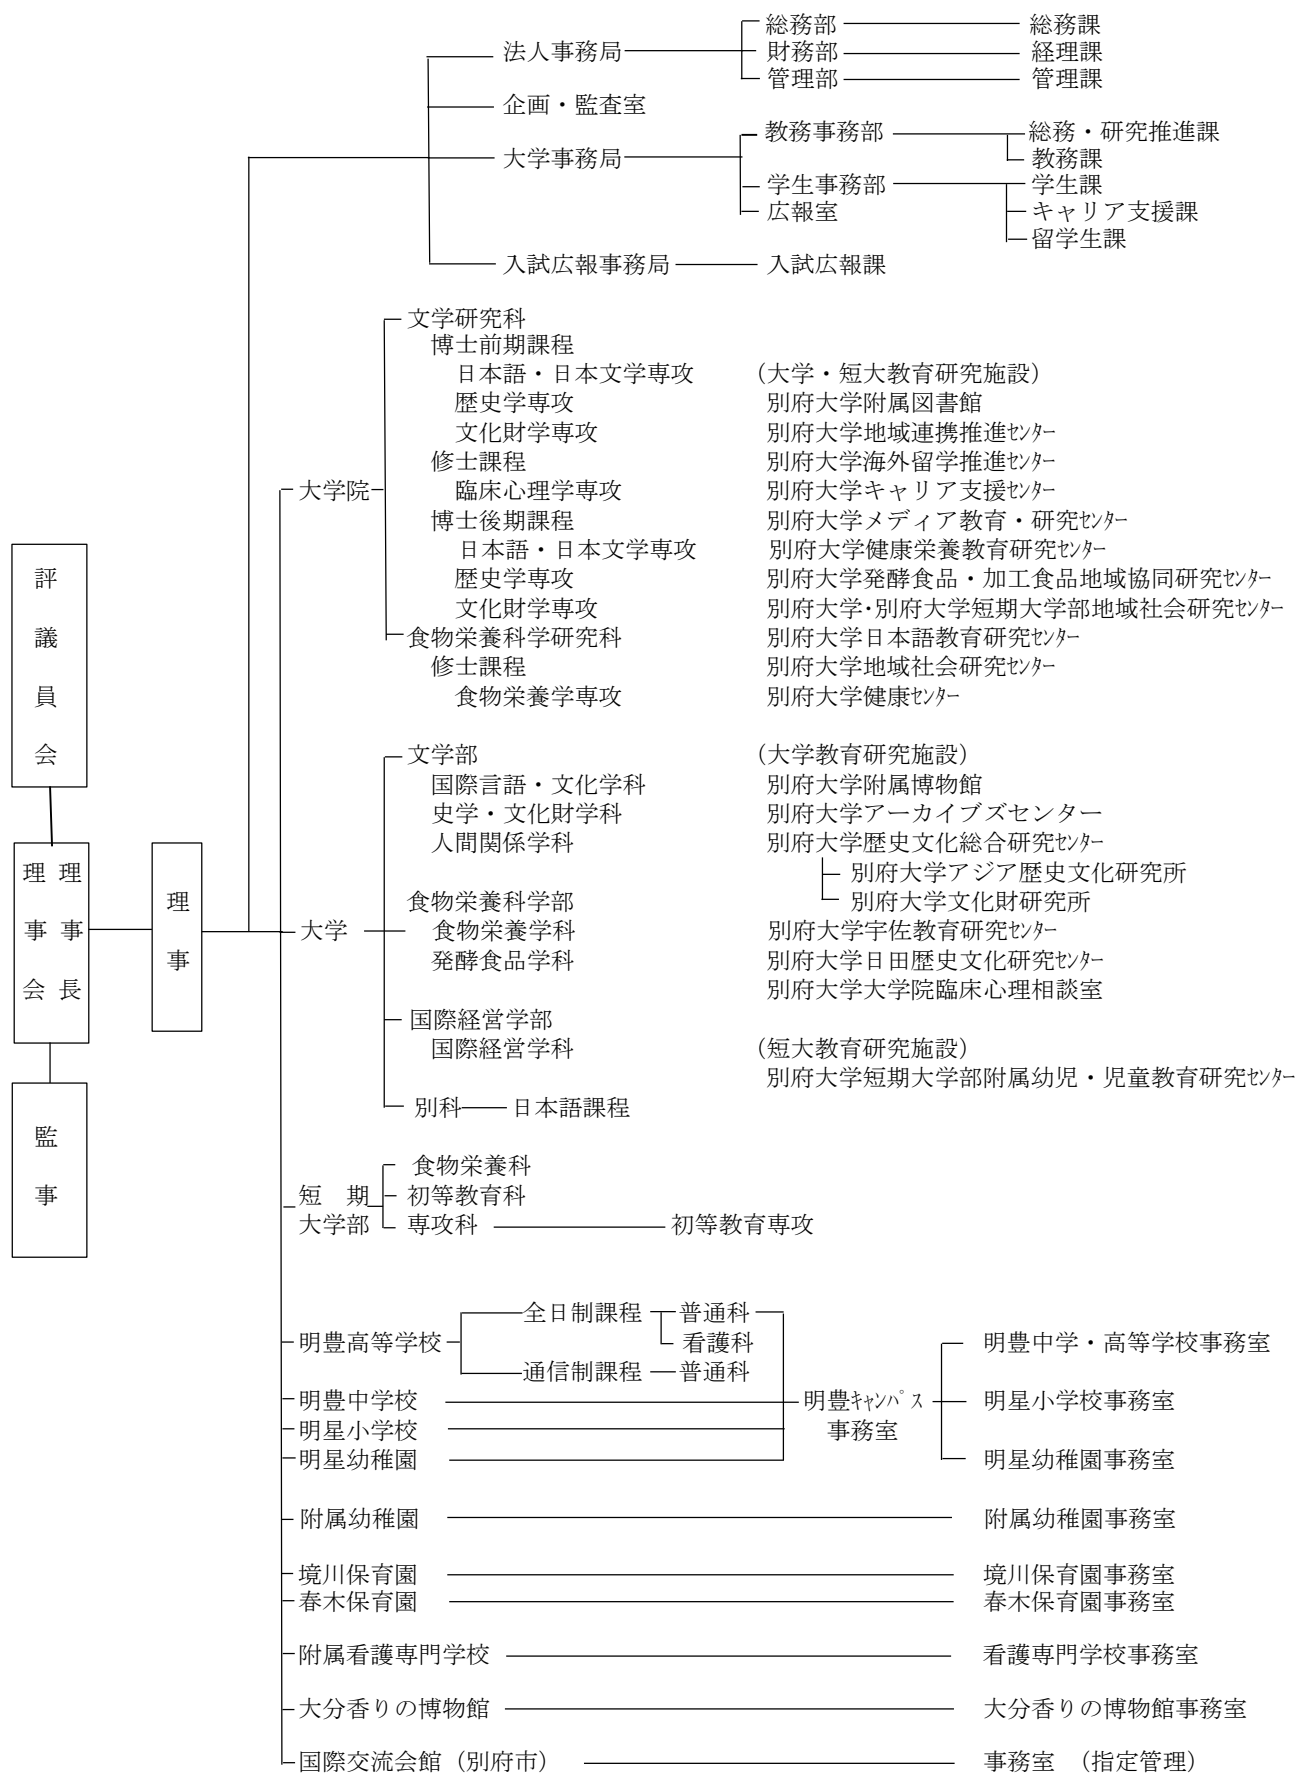 総務部 総務課
法人事務局 財務部 経理課
管理部 管理課
企画・監査室
教務事務部 総務・研究推進課
大学事務局 教務課
学生事務部 学生課
広報室 キャリア支援課
留学生課
入試広報事務局 入試広報課
文学研究科
博士前期課程
日本語・日本文学専攻 (大学・短大教育研究施設)
歴史学専攻 別府大学附属図書館
文化財学専攻 別府大学地域連携推進センター
修士課程 別府大学海外留学推進センター
大学院 臨床心理学専攻 別府大学キャリア支援センター
博士後期課程 別府大学メディア教育・研究センター
日本語・日本文学専攻 別府大学健康栄養教育研究センター
歴史学専攻 別府大学発酵食品・加工食品地域協同研究センター
文化財学専攻 別府大学・別府大学短期大学部地域社会研究センター
食物栄養科学研究科 別府大学日本語教育研究センター
修士課程 別府大学地域社会研究センター
食物栄養学専攻 別府大学健康センター
評議員会
理事長
理事会
理事
監事
文学部 (大学教育研究施設)
国際言語・文化学科 別府大学附属博物館
史学・文化財学科 別府大学アーカイブズセンター
人間関係学科 別府大学歴史文化総合研究センター
別府大学アジア歴史文化研究所
食物栄養科学部 別府大学文化財研究所
大学 食物栄養学科 別府大学宇佐教育研究センター
発酵食品学科 別府大学日田歴史文化研究センター
別府大学大学院臨床心理相談室
国際経営学部
国際経営学科 (短大教育研究施設)
別府大学短期大学部附属幼児・児童教育研究センター
別科 日本語課程
食物栄養科
短 期 初等教育科
大学部 専攻科 初等教育専攻
全日制課程 普通科
明豊高等学校 看護科 明豊中学・高等学校事務室
通信制課程 普通科
明豊中学校 明豊キャンパス 明星小学校事務室
明星小学校 事務室
明星幼稚園 明星幼稚園事務室
附属幼稚園 附属幼稚園事務室
境川保育園 境川保育園事務室
春木保育園 春木保育園事務室
附属看護専門学校 看護専門学校事務室
大分香りの博物館 大分香りの博物館事務室
国際交流会館(別府市) 事務室 (指定管理)